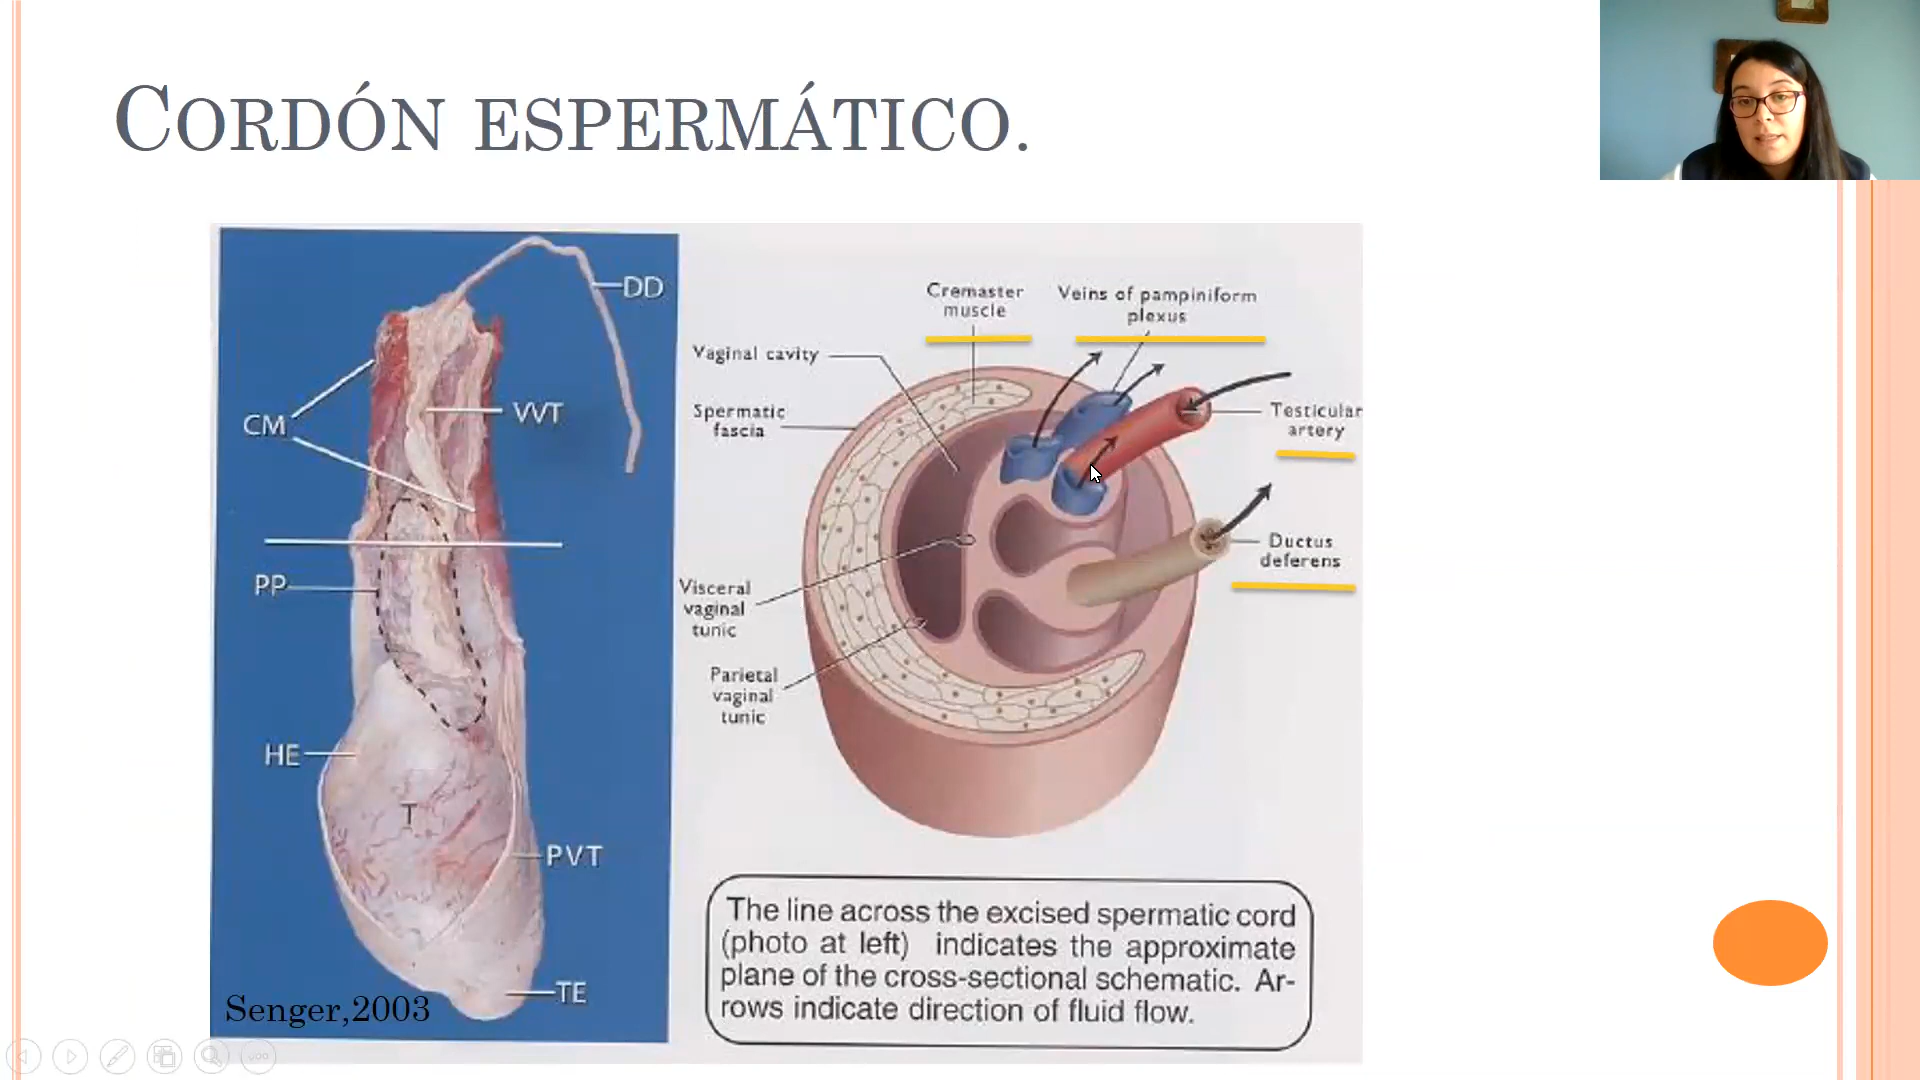 CORDÓN ESPERMÁTICO.
DD
CM
VVT
PP
HE
T
PVT
TE
Senger,2003
Cremaster
muscle
Veins of pampiniform
plexus
Vaginal cavity
Spermatic
fascia
Testicular
artery
Ductus
deferens
Visceral
vaginal
tunic
Parietal
vaginal
tunic
The line across the excised spermatic cord
(photo at left) indicates the approximate
plane of the cross-sectional schematic. Ar-
rows indicate direction of fluid flow.